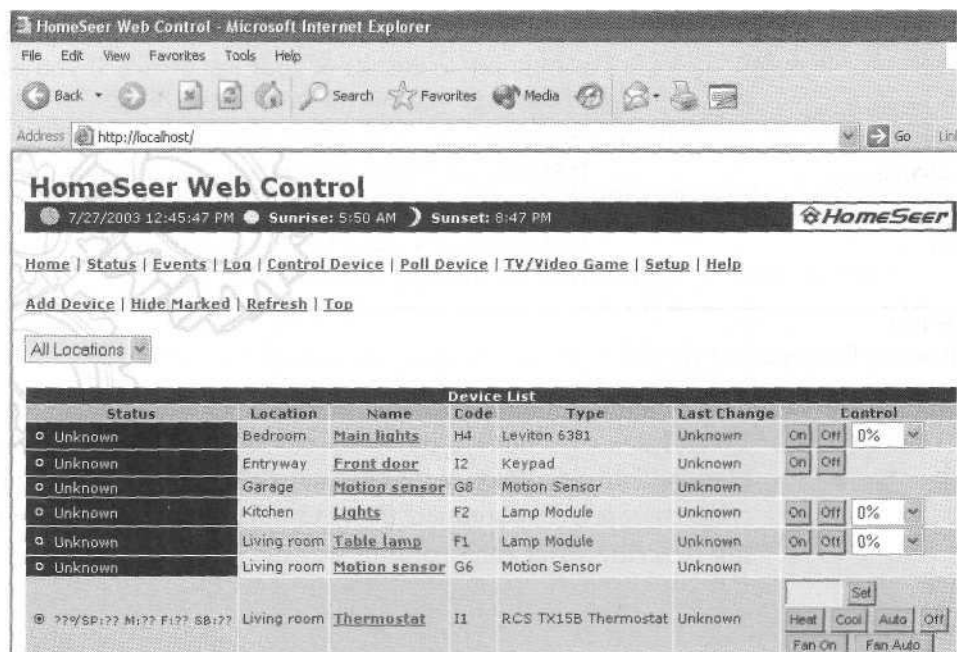 HomeSeer Web Control - Microsoft Internet Explorer
File Edit View Favorites Tools Help
Back Search Favorites Media
Address http://localhost/ Go
HomeSeer Web Control
7/27/2003 12:45:47 PM Sunrise: 5:50 AM Sunset: 8:47 PM HomeSeer
Home | Status | Events | Log | Control Device | Poll Device | TV/Video Game | Setup | Help
Add Device | Hide Marked | Refresh | Top
All Locations
Device List
Status Location Name Code Type Last Change Control
Unknown Bedroom Main lights H4 Leviton 6381 Unknown On Off 0%
Unknown Entryway Front door I2 Keypad Unknown On Off
Unknown Garage Motion sensor G8 Motion Sensor Unknown
Unknown Kitchen Lights F2 Lamp Module Unknown On Off 0%
Unknown Living room Table lamp F1 Lamp Module Unknown On Off 0%
Unknown Living room Motion sensor G6 Motion Sensor Unknown
Set
??9/SP:?? M:?? F:?? SB:?? Living room Thermostat I1 RCS TX15B Thermostat Unknown Heat Cool Auto Off
Fan On Fan Auto